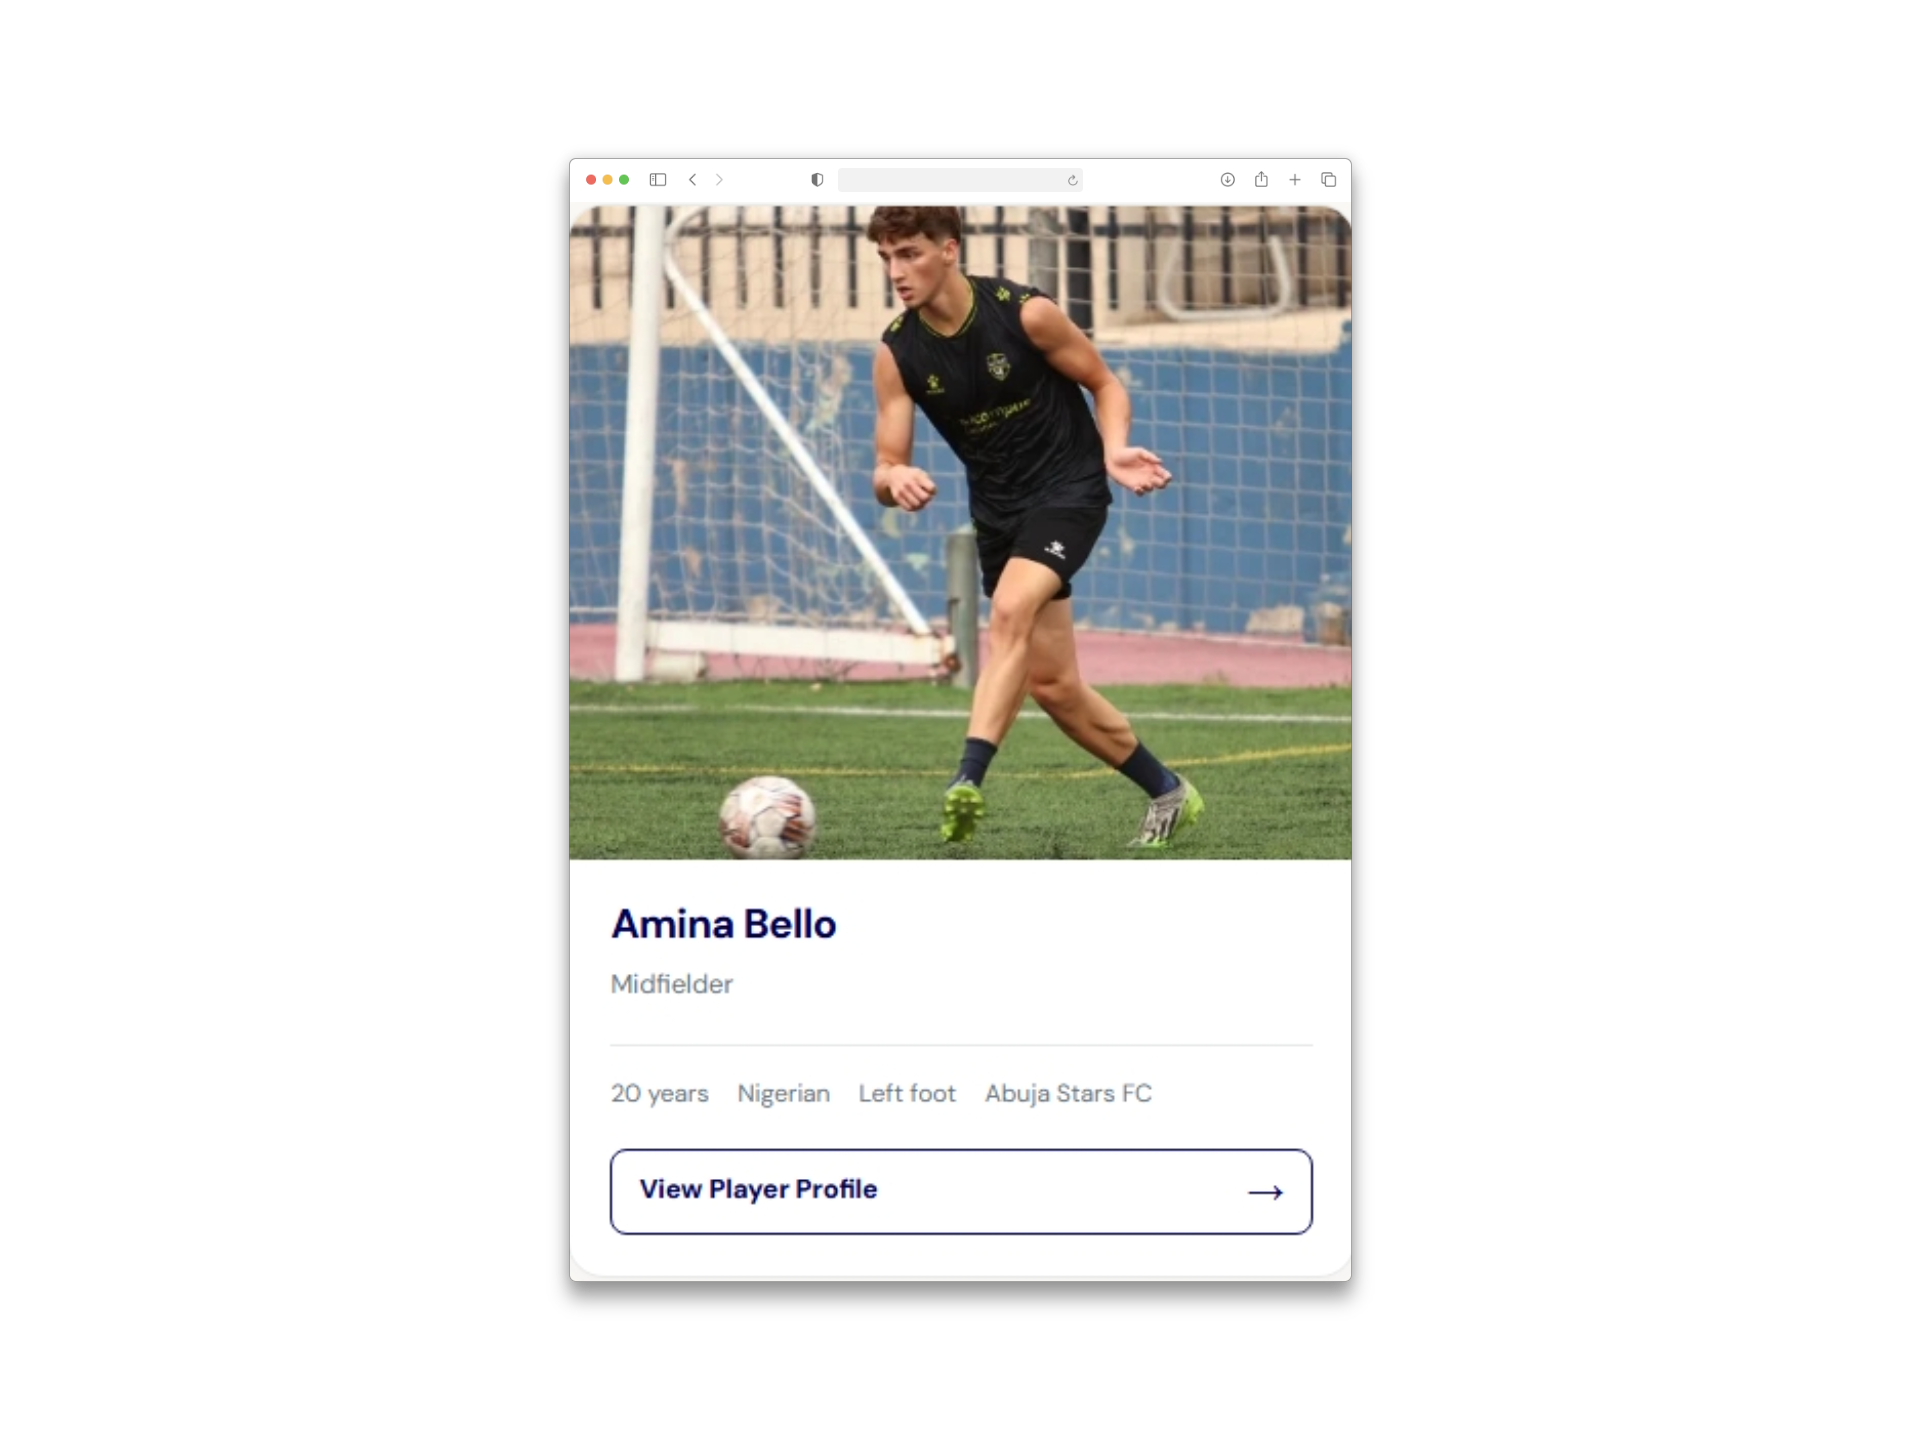 Amina Bello
Midfielder
20 years Nigerian Left foot Abuja Stars FC
View Player Profile →